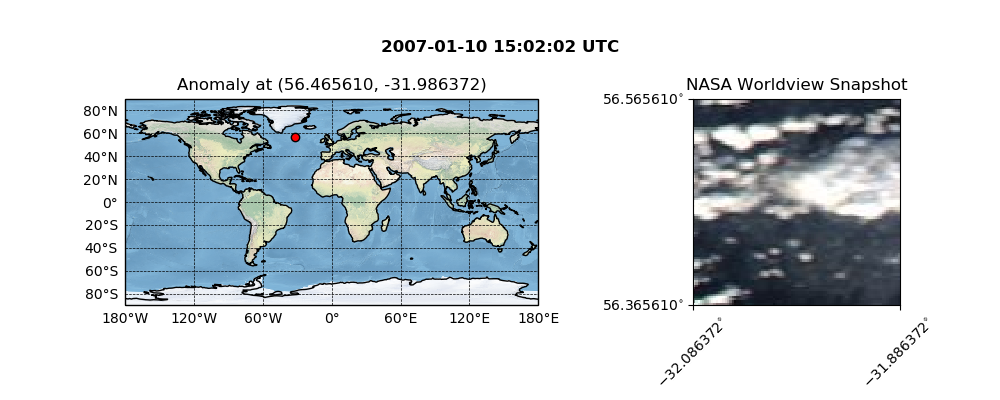 2007-01-10 15:02:02 UTC
Anomaly at (56.465610, -31.986372)
80°N
60°N
40°N
20°N
0°
20°S
40°S
60°S
80°S
180°W 120°W 60°W 0° 60°E 120°E 180°E
NASA Worldview Snapshot
56.565610°
56.365610°
−32.086372°
−31.886372°